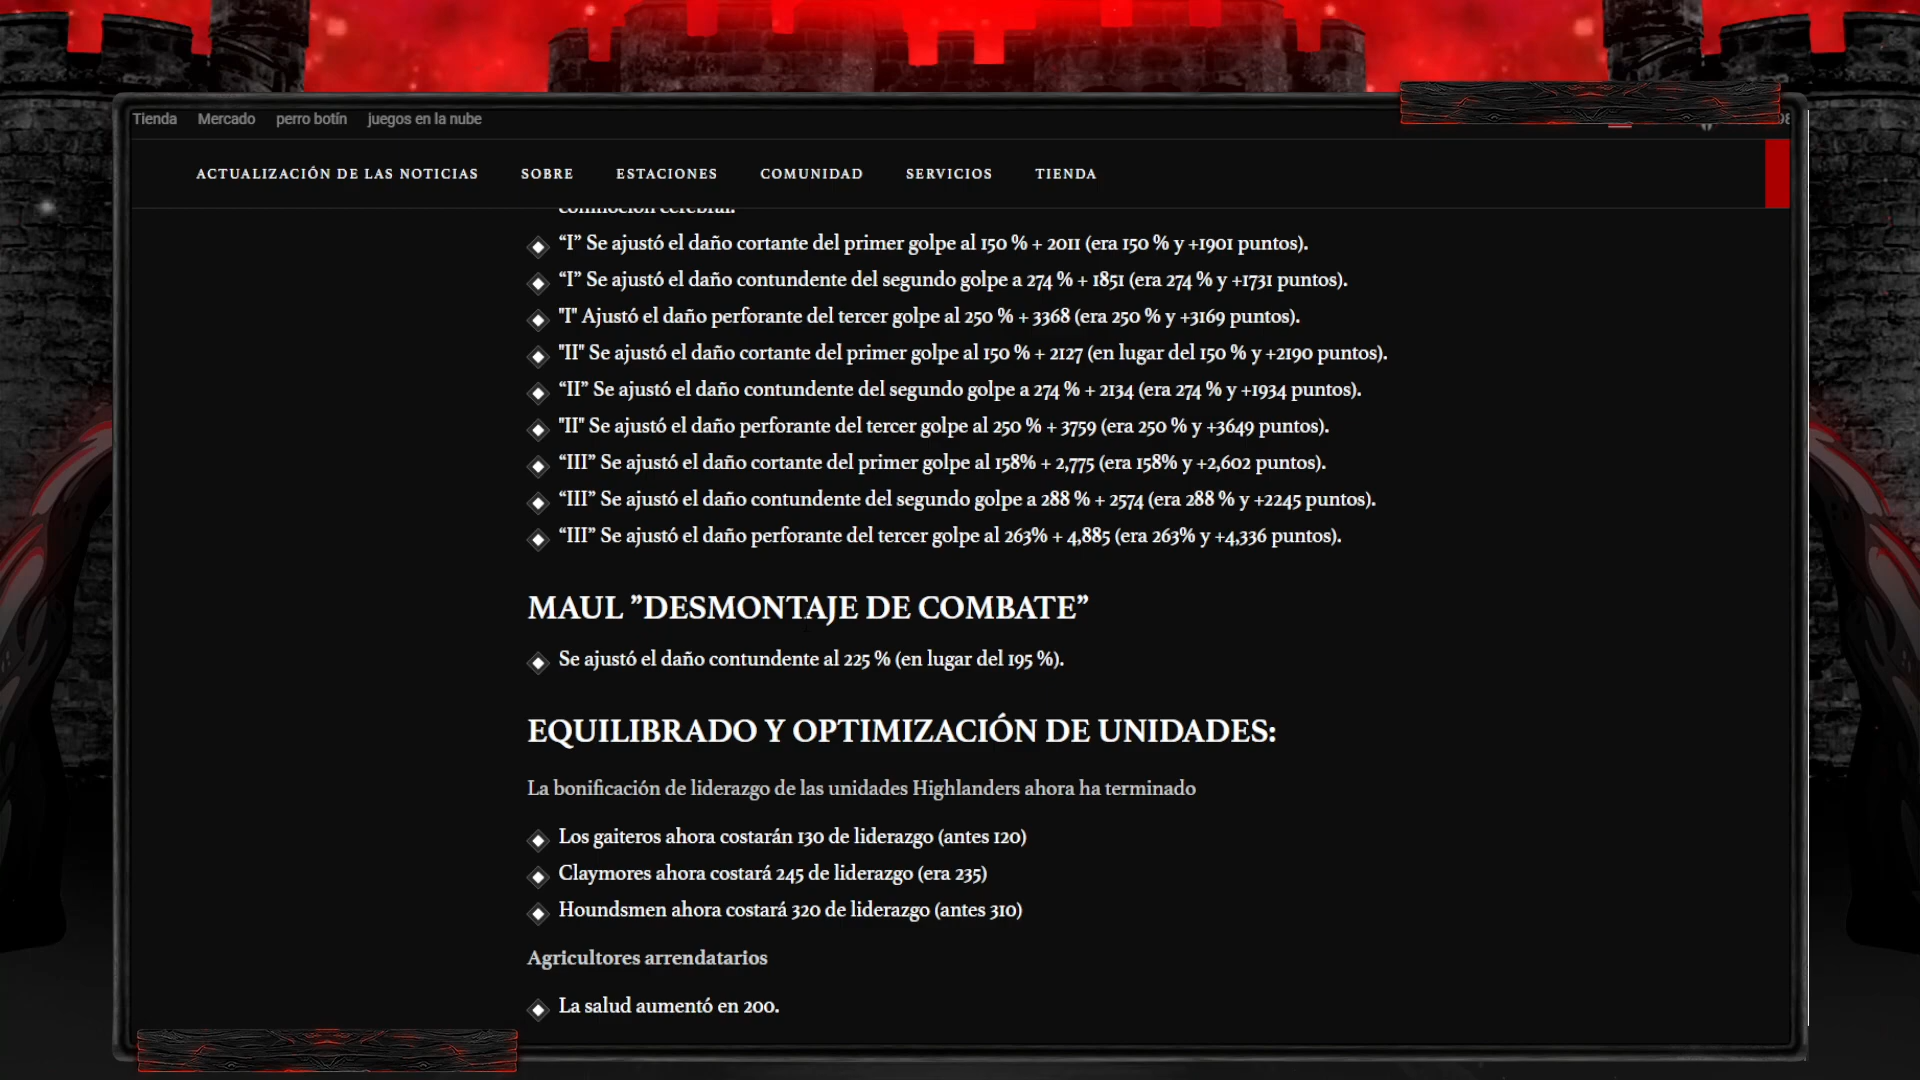 Tienda Mercado perro botín juegos en la nube
ACTUALIZACIÓN DE LAS NOTICIAS SOBRE ESTACIONES COMUNIDAD SERVICIOS TIENDA
conmoción cerebral.
“I” Se ajustó el daño cortante del primer golpe al 150 % + 2011 (era 150 % y +1901 puntos).
“I” Se ajustó el daño contundente del segundo golpe a 274 % + 1851 (era 274 % y +1731 puntos).
"I" Ajustó el daño perforante del tercer golpe al 250 % + 3368 (era 250 % y +3169 puntos).
"II" Se ajustó el daño cortante del primer golpe al 150 % + 2127 (en lugar del 150 % y +2190 puntos).
“II” Se ajustó el daño contundente del segundo golpe a 274 % + 2134 (era 274 % y +1934 puntos).
"II" Se ajustó el daño perforante del tercer golpe al 250 % + 3759 (era 250 % y +3649 puntos).
“III” Se ajustó el daño cortante del primer golpe al 158% + 2,775 (era 158% y +2,602 puntos).
“III” Se ajustó el daño contundente del segundo golpe a 288 % + 2574 (era 288 % y +2245 puntos).
“III” Se ajustó el daño perforante del tercer golpe al 263% + 4,885 (era 263% y +4,336 puntos).
MAUL ”DESMONTAJE DE COMBATE”
Se ajustó el daño contundente al 225 % (en lugar del 195 %).
EQUILIBRADO Y OPTIMIZACIÓN DE UNIDADES:
La bonificación de liderazgo de las unidades Highlanders ahora ha terminado
Los gaiteros ahora costarán 130 de liderazgo (antes 120)
Claymores ahora costará 245 de liderazgo (era 235)
Houndsmen ahora costará 320 de liderazgo (antes 310)
Agricultores arrendatarios
La salud aumentó en 200.